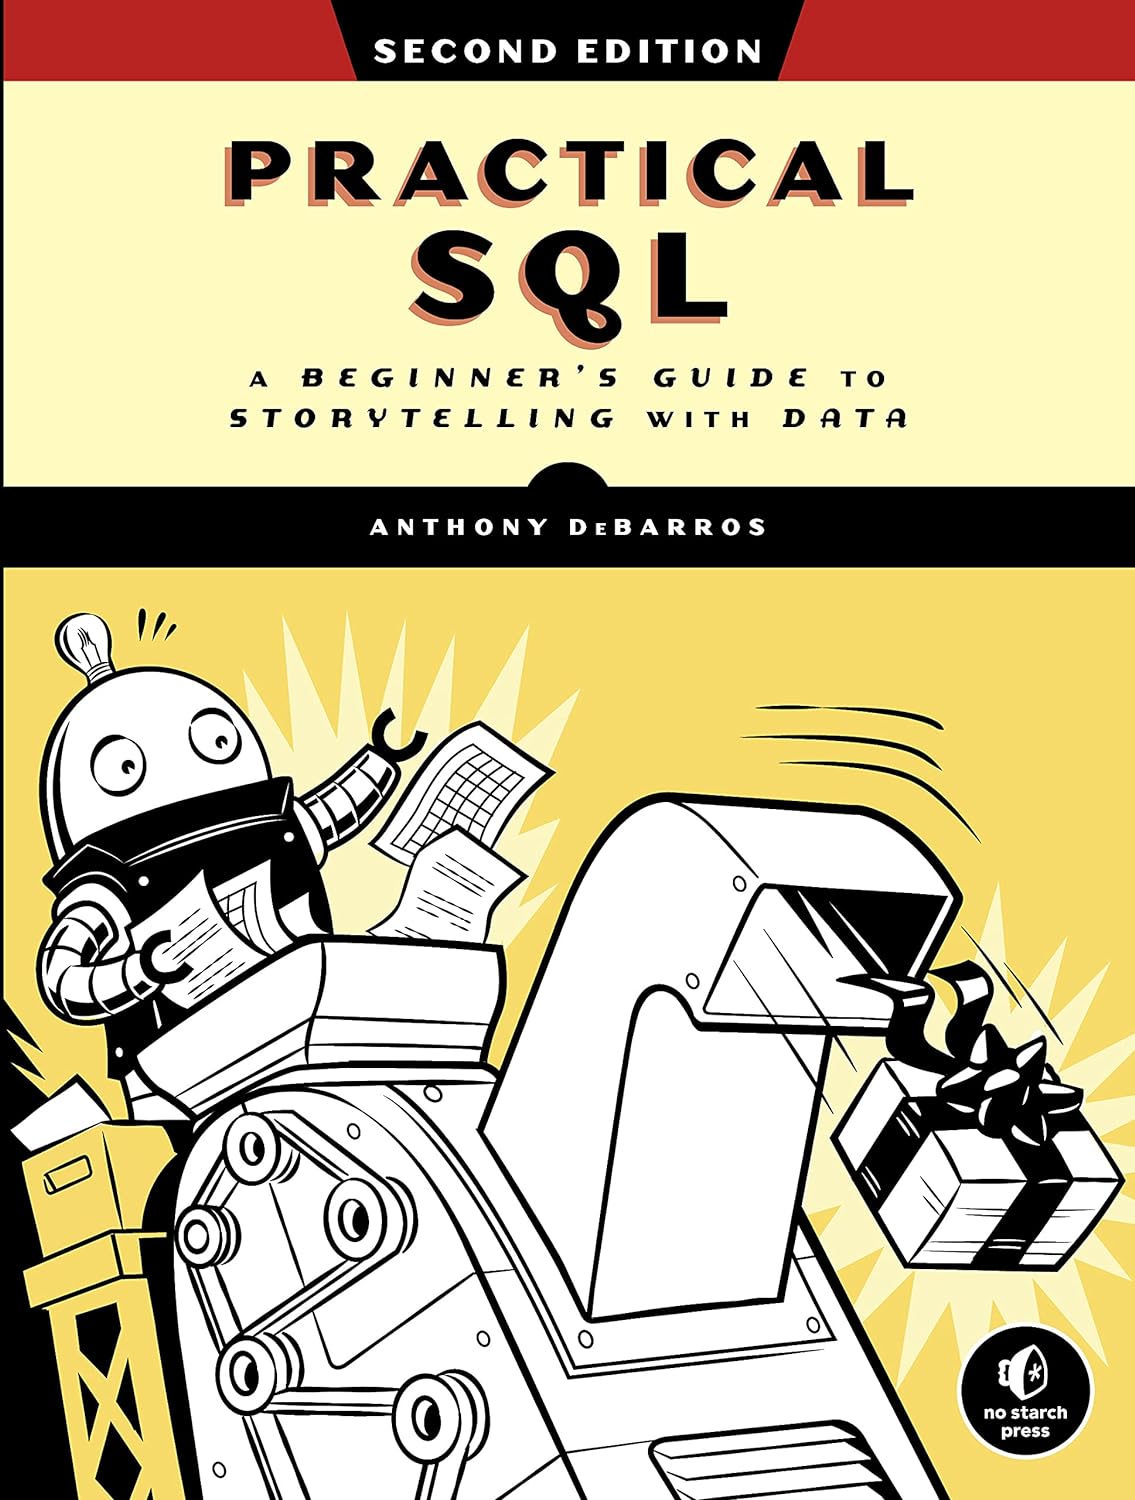 SECOND EDITION
PRACTICAL
SQL
A BEGINNER'S GUIDE TO
STORYTELLING WITH DATA
ANTHONY DeBARROS
no starch
press